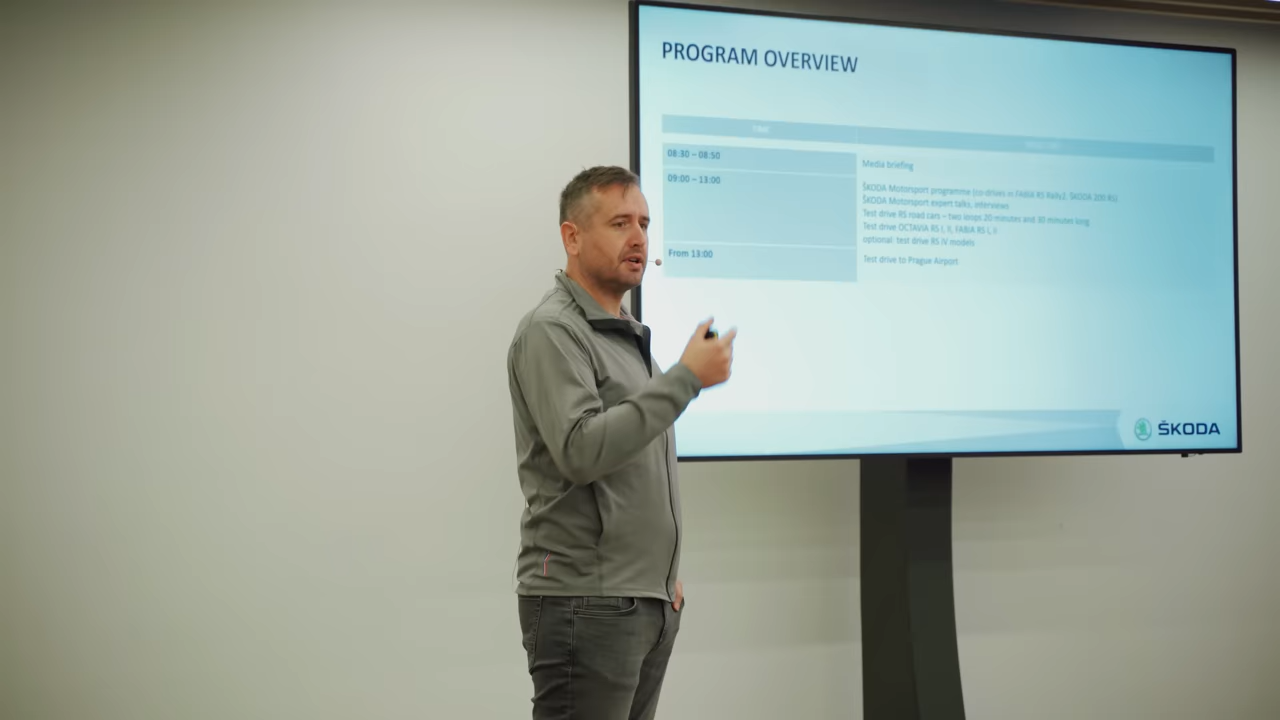 PROGRAM OVERVIEW
TIME
08:30 – 08:50
Media briefing
09:00 – 13:00
ŠKODA Motorsport programme (co-drives in FABIA RS Rally2, ŠKODA 200 RS)
ŠKODA Motorsport expert talks, interviews
Test drive RS road cars – two loops 20 minutes and 30 minutes long
Test drive OCTAVIA RS I, II, FABIA RS I, II
optional: test drive RS iV models
From 13:00
Test drive to Prague Airport
ŠKODA